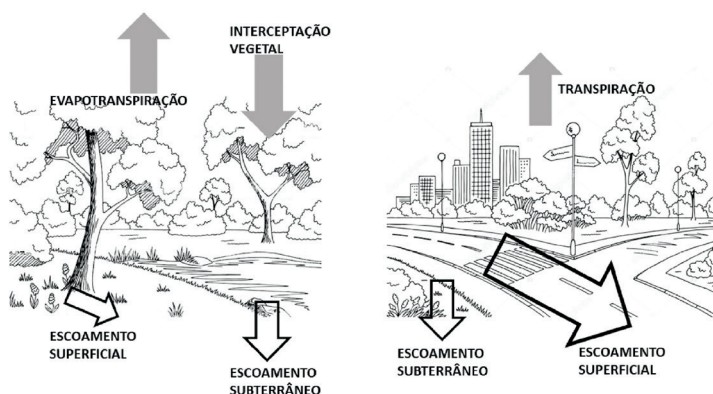 INTERCEPTAÇÃO
VEGETAL
EVAPOTRANSPIRAÇÃO
ESCOAMENTO
SUPERFICIAL
ESCOAMENTO
SUBTERRÂNEO
TRANSPIRAÇÃO
ESCOAMENTO
SUBTERRÂNEO
ESCOAMENTO
SUPERFICIAL